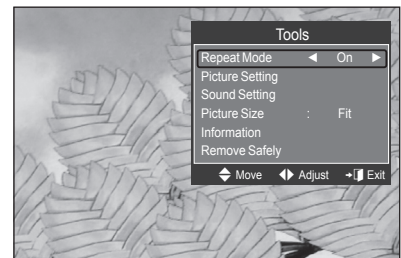 Tools
Repeat Mode ◀ On ▶
Picture Setting
Sound Setting
Picture Size : Fit
Information
Remove Safely
Move Adjust Exit